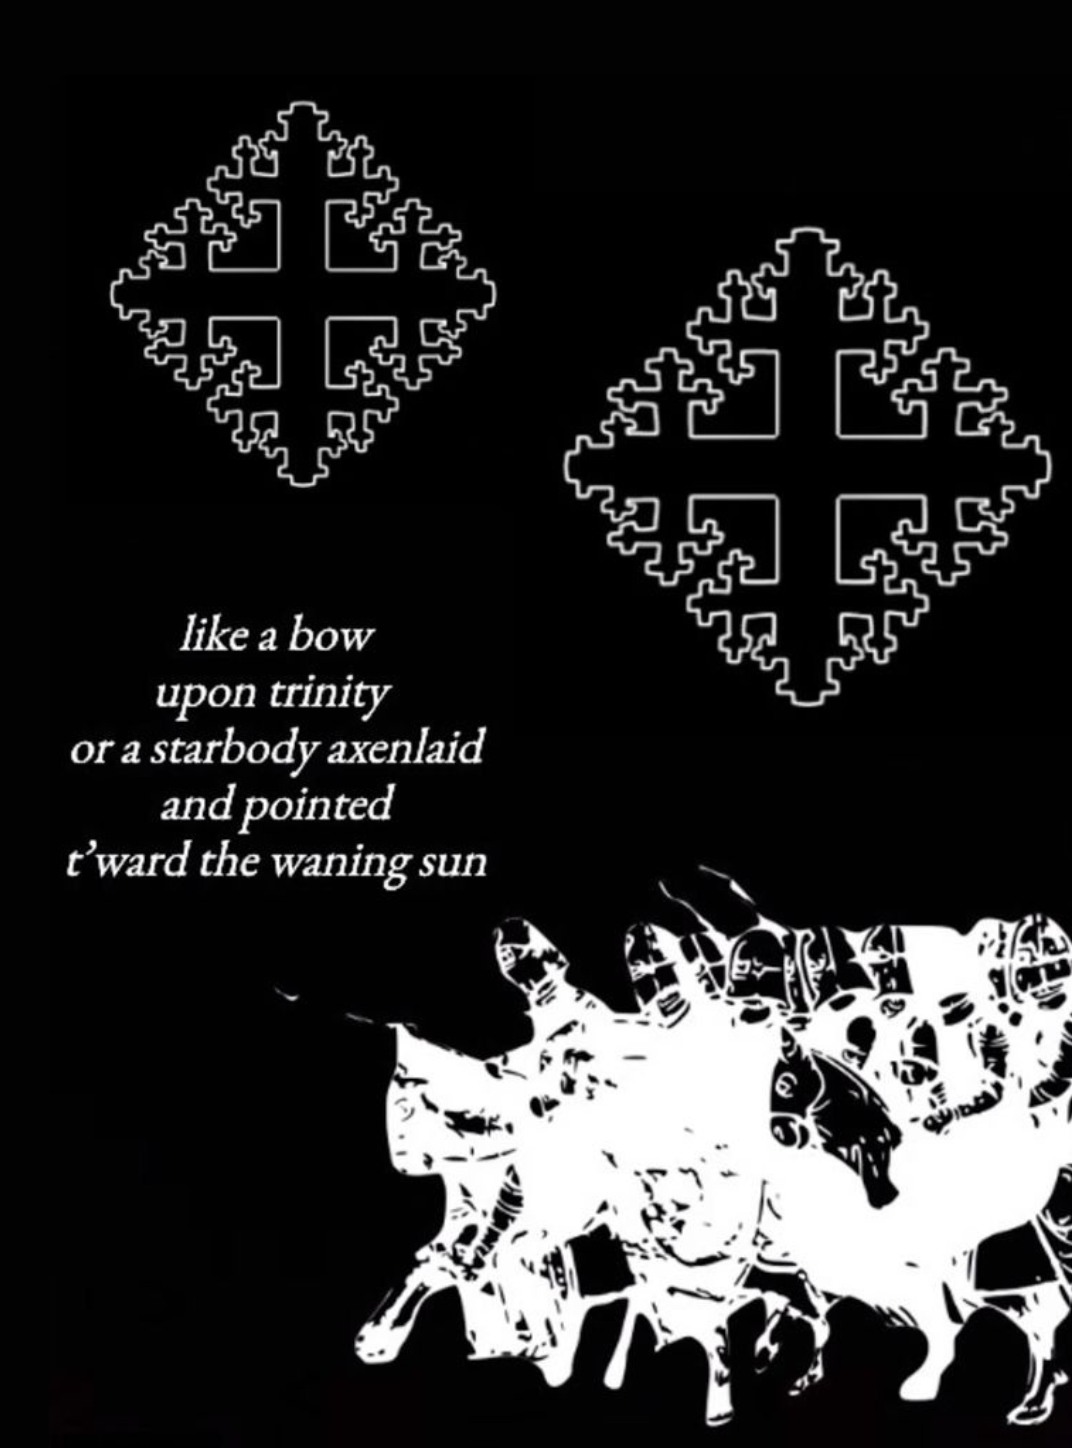 like a bow
upon trinity
or a starbody axenlaid
and pointed
t’ward the waning sun